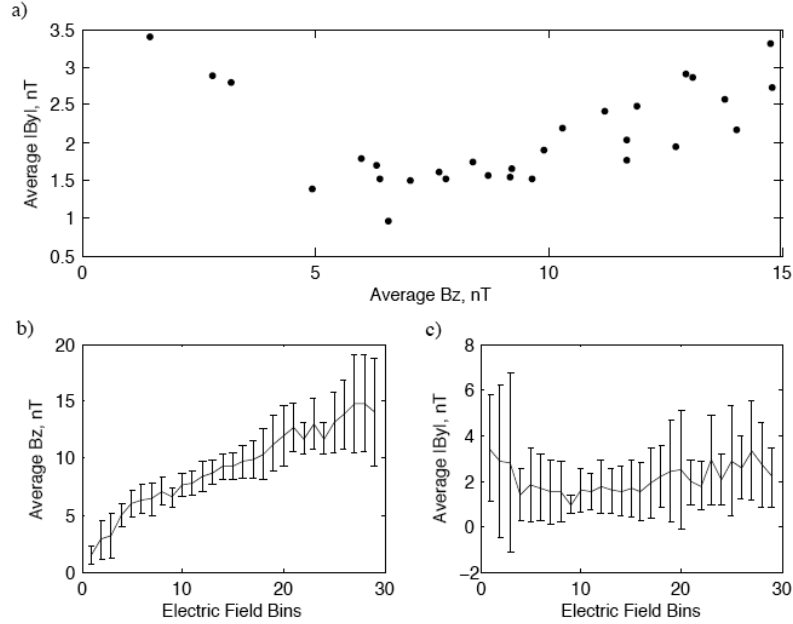 a)
3.5
3
2.5
2
1.5
1
0.5
Average |By|, nT
0 5 10 15
Average Bz, nT
b)
20
15
10
5
0
Average Bz, nT
0 10 20 30
Electric Field Bins
c)
8
6
4
2
0
−2
Average |By|, nT
0 10 20 30
Electric Field Bins